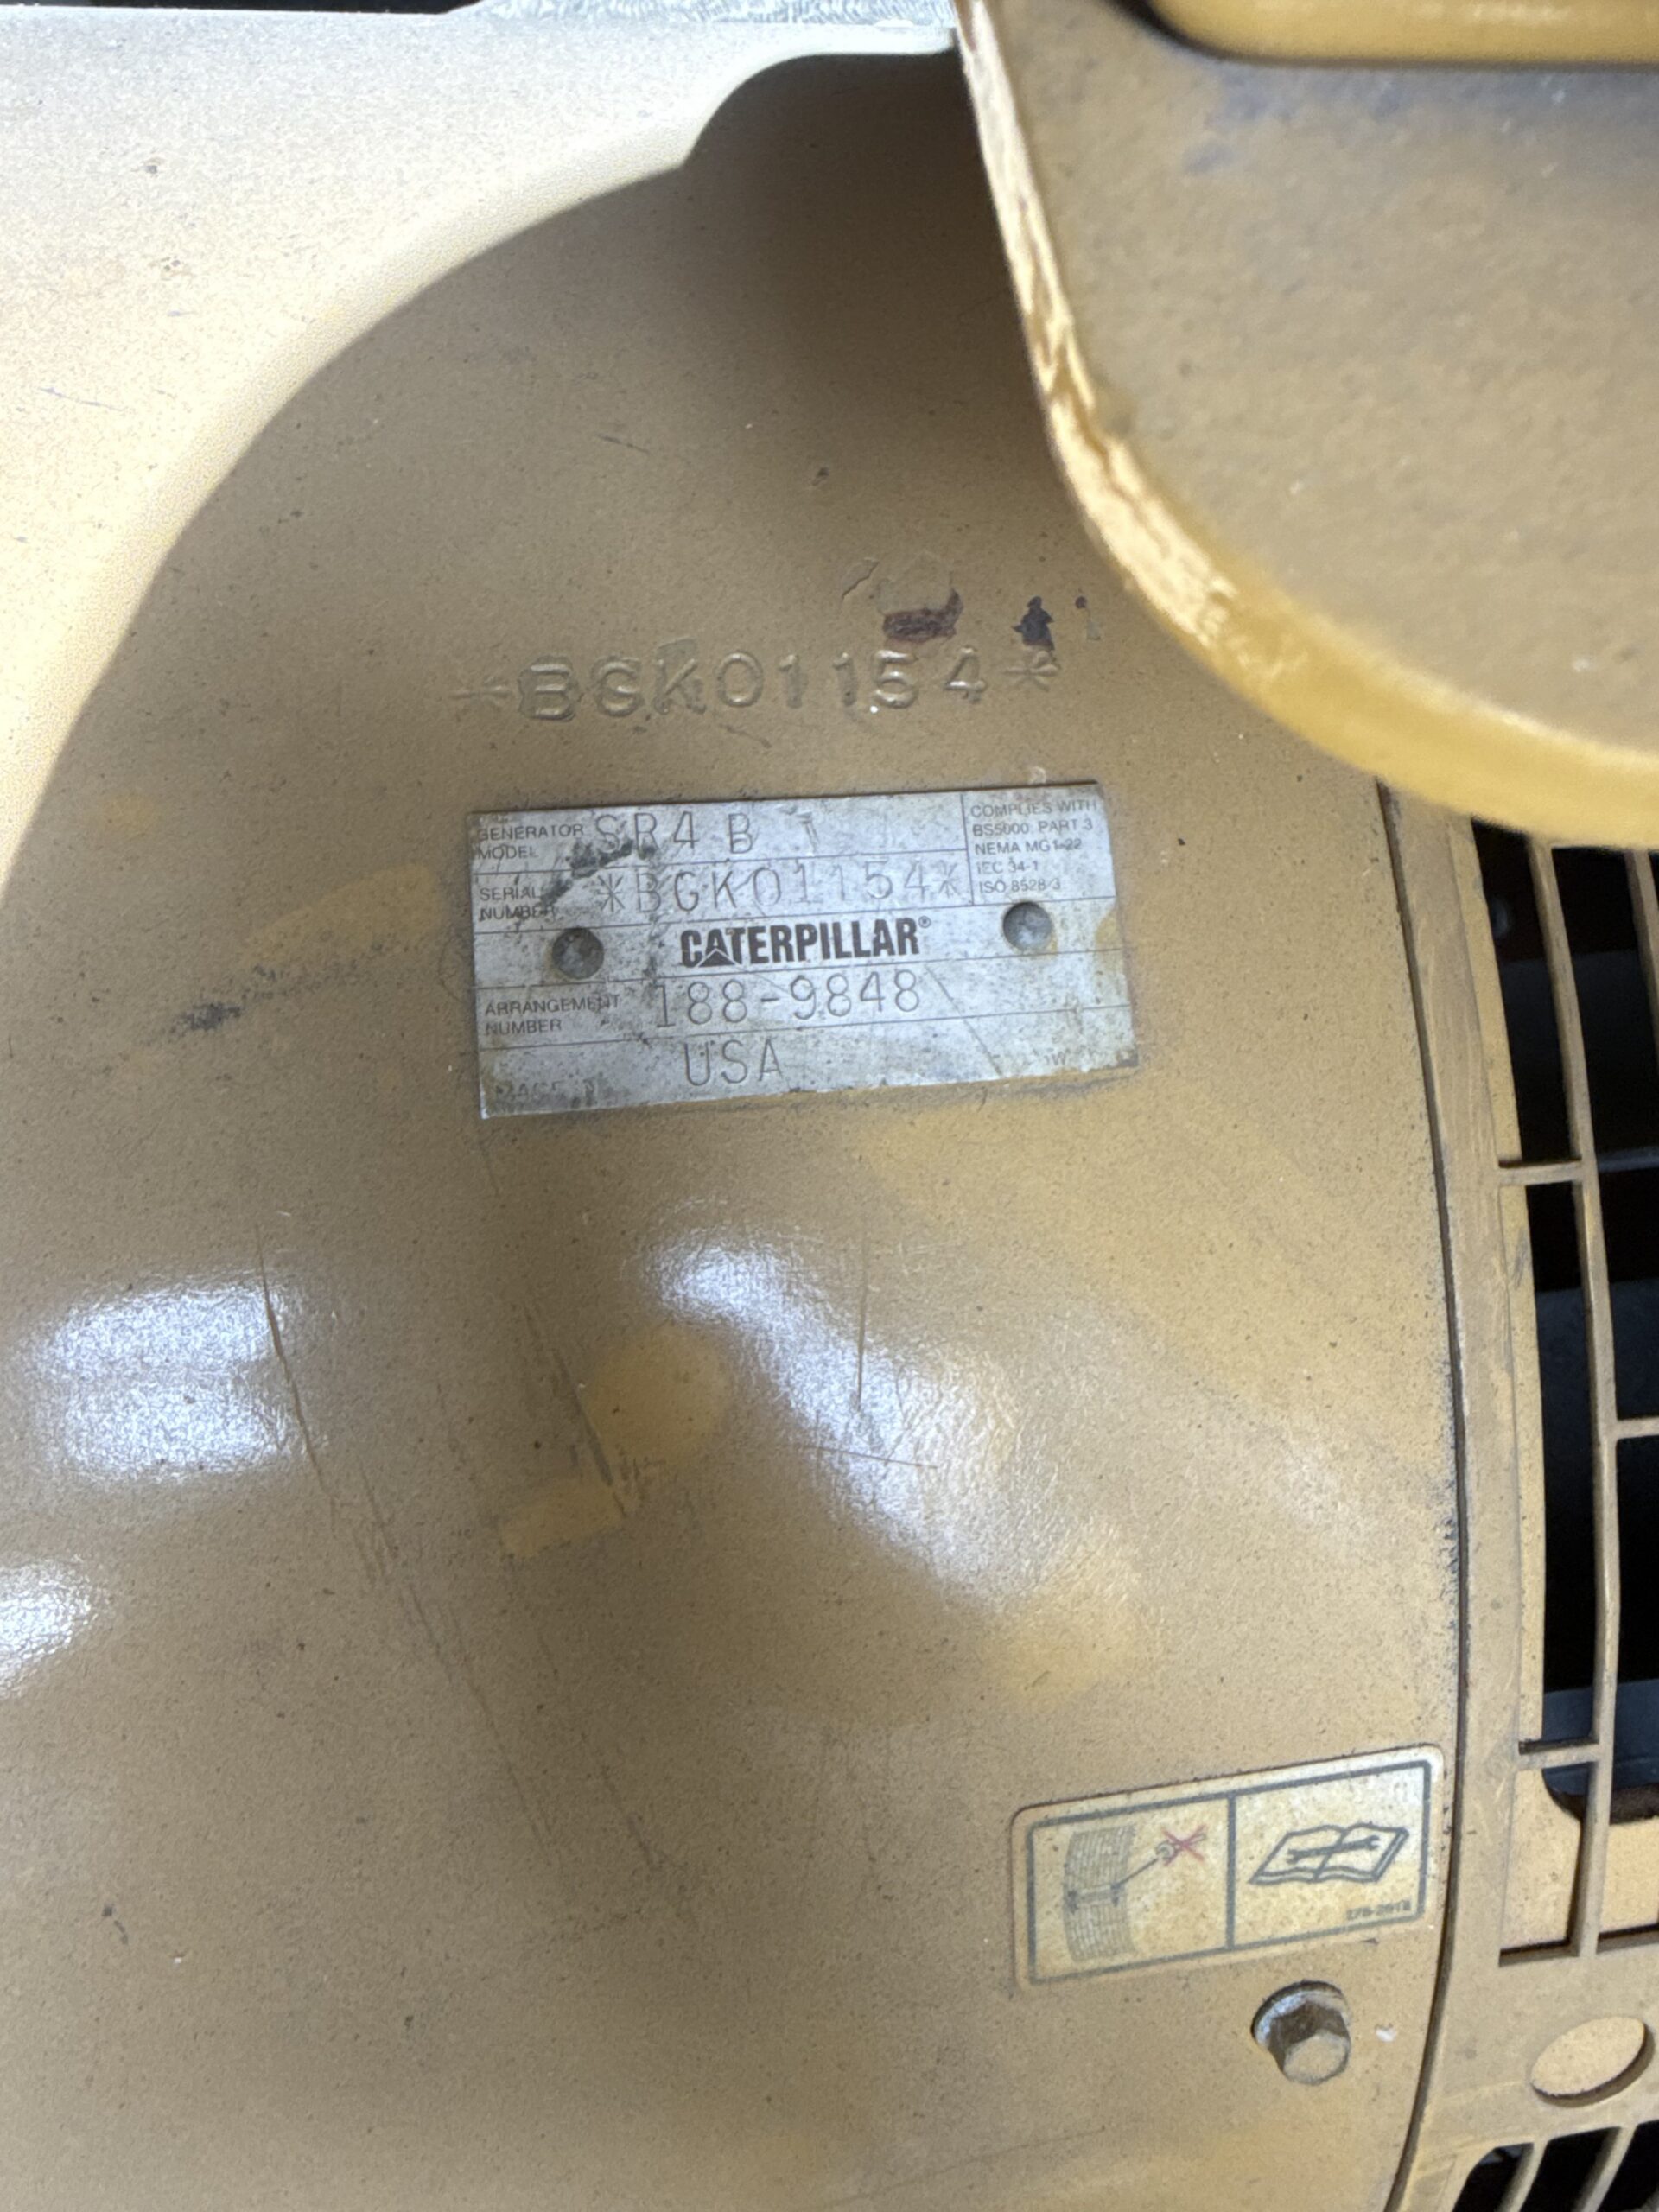 *BGK01154*
GENERATOR MODEL SR4 B
COMPLIES WITH
BS5000 PART 3
NEMA MG1-22
IEC 34-1
ISO 8528-3
SERIAL NUMBER *BGK01154*
CATERPILLAR®
ARRANGEMENT NUMBER 188-9848
USA